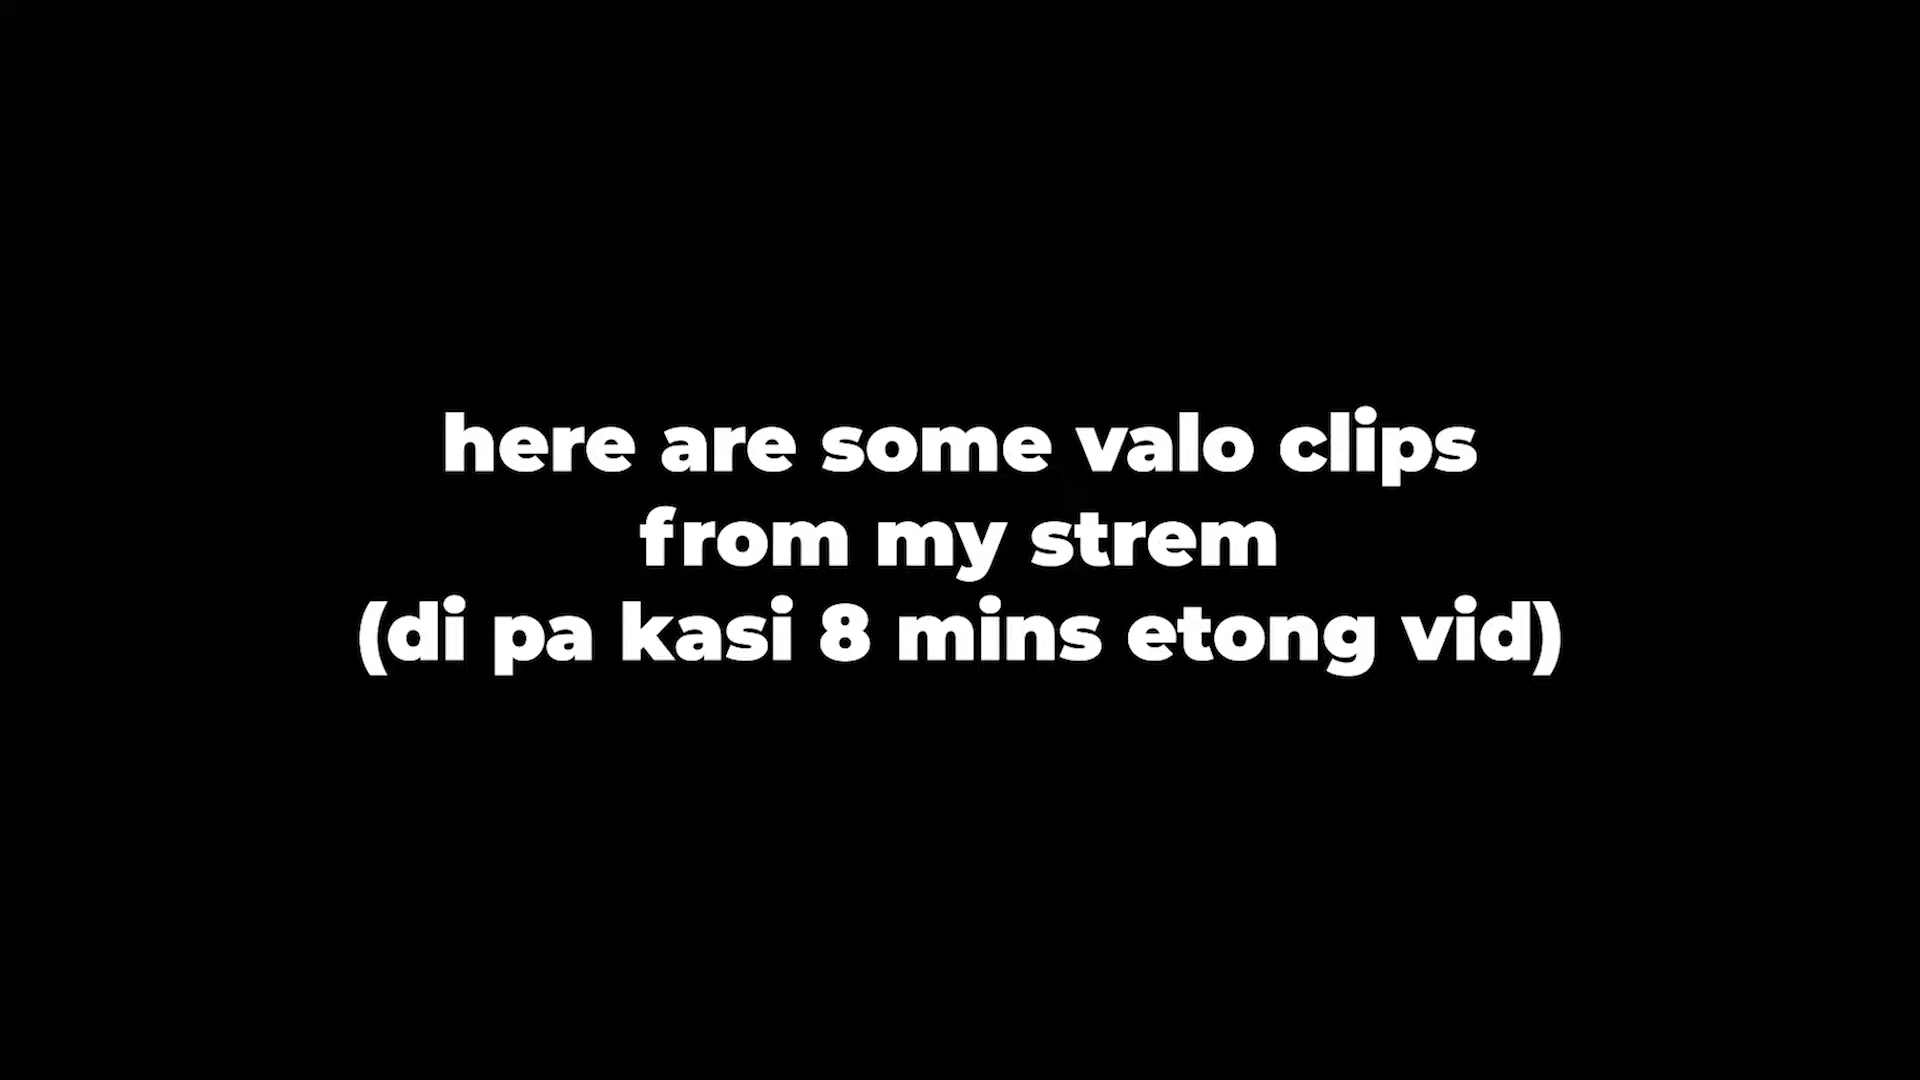 here are some valo clips
from my strem
(di pa kasi 8 mins etong vid)